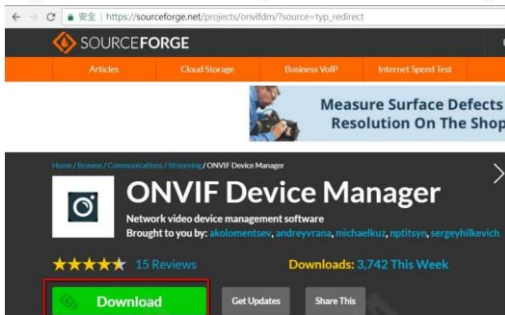 安全 | https://sourceforge.net/projects/onvifdm/?source=typ_redirect
SOURCEFORGE
Articles Cloud Storage Business VoIP Internet Speed Test
Measure Surface Defects
Resolution On The Shop
Home / Browse / Communications / Streaming / ONVIF Device Manager
ONVIF Device Manager
Network video device management software
Brought to you by: akolomentsev, andreyvrana, michaelkuz, nptitsyn, sergeyhilkevich
15 Reviews Downloads: 3,742 This Week
Download Get Updates Share This